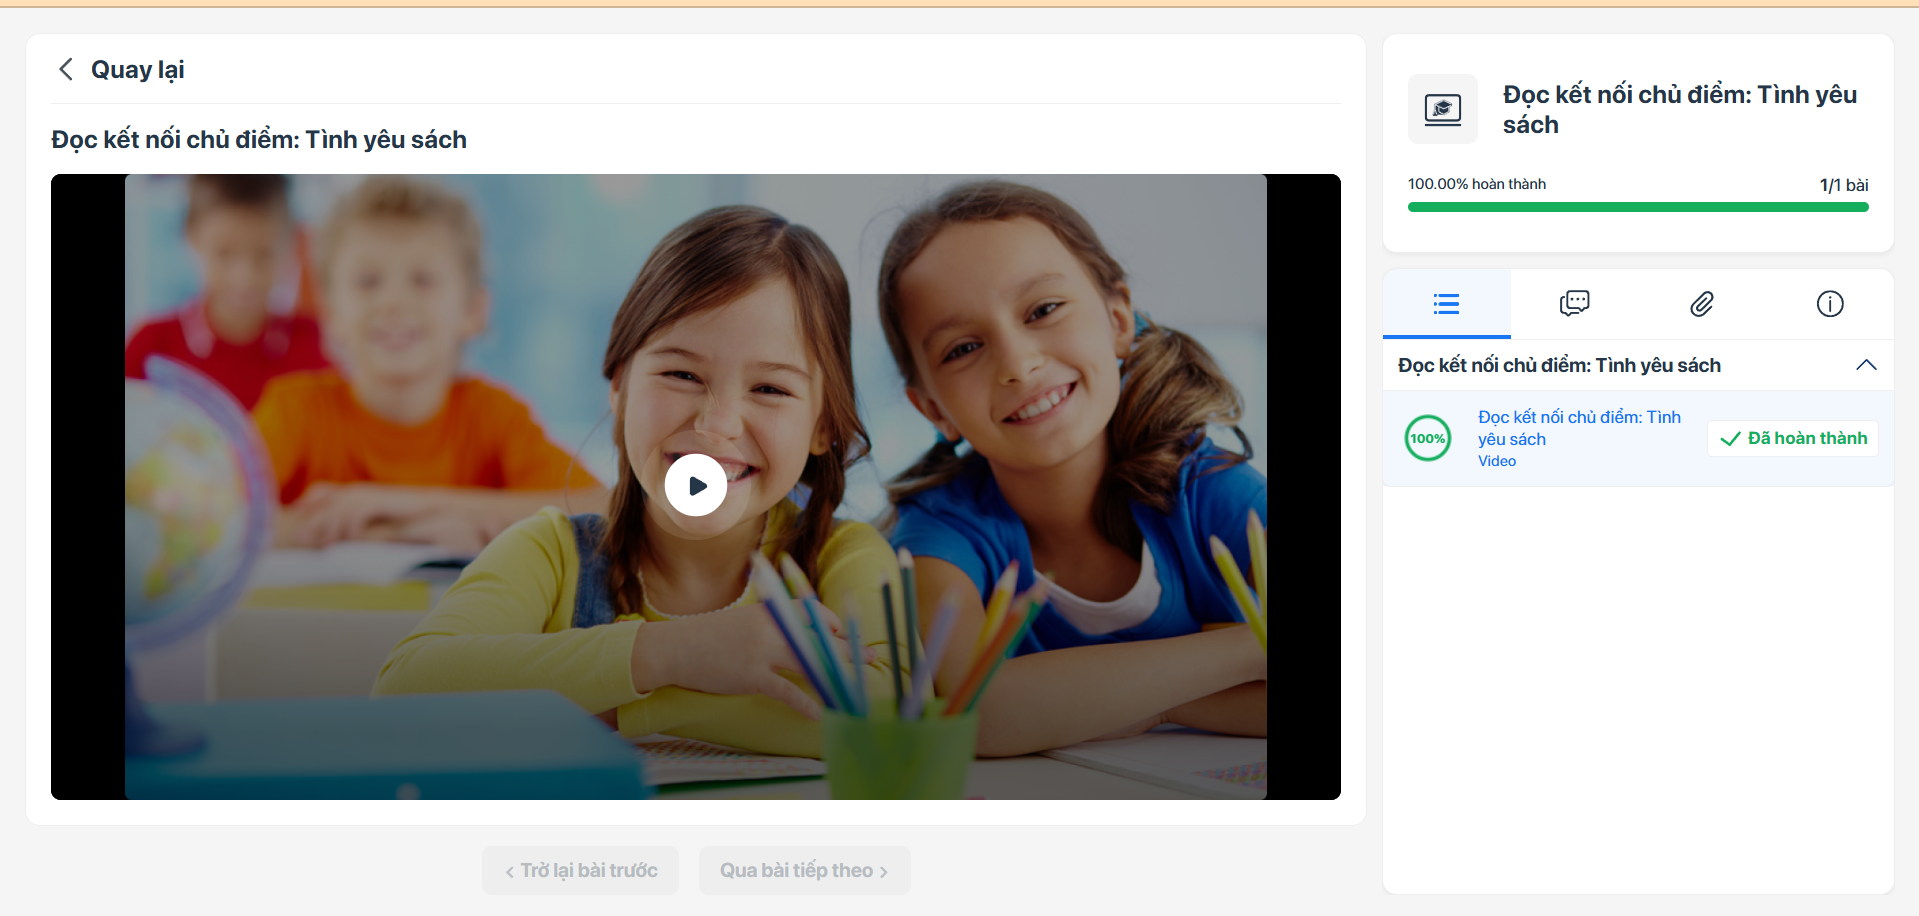 Quay lại
Đọc kết nối chủ điểm: Tình yêu sách
Trở lại bài trước
Qua bài tiếp theo
Đọc kết nối chủ điểm: Tình yêu
sách
100.00% hoàn thành
1/1 bài
Đọc kết nối chủ điểm: Tình yêu sách
100%
Đọc kết nối chủ điểm: Tình
yêu sách
Video
Đã hoàn thành